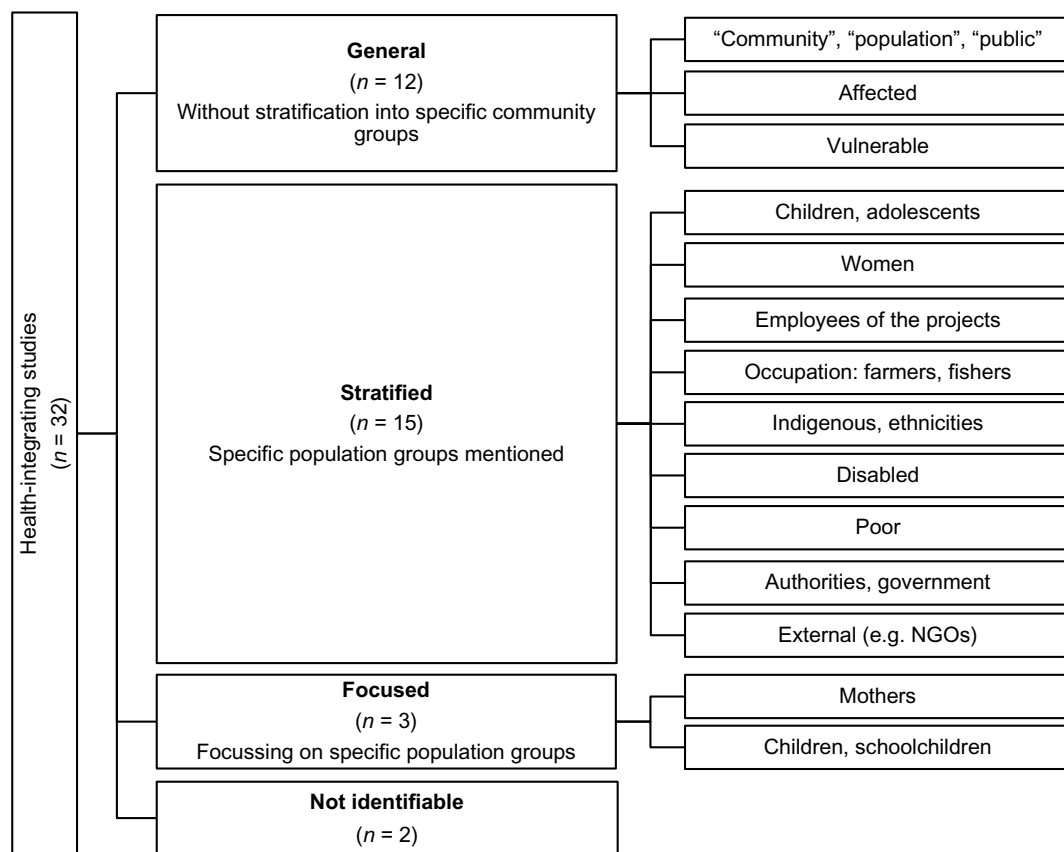 Health-integrating studies
(n = 32)
General
(n = 12)
Without stratification into specific community
groups
“Community”, “population”, “public”
Affected
Vulnerable
Stratified
(n = 15)
Specific population groups mentioned
Children, adolescents
Women
Employees of the projects
Occupation: farmers, fishers
Indigenous, ethnicities
Disabled
Poor
Authorities, government
External (e.g. NGOs)
Focused
(n = 3)
Focussing on specific population groups
Mothers
Children, schoolchildren
Not identifiable
(n = 2)